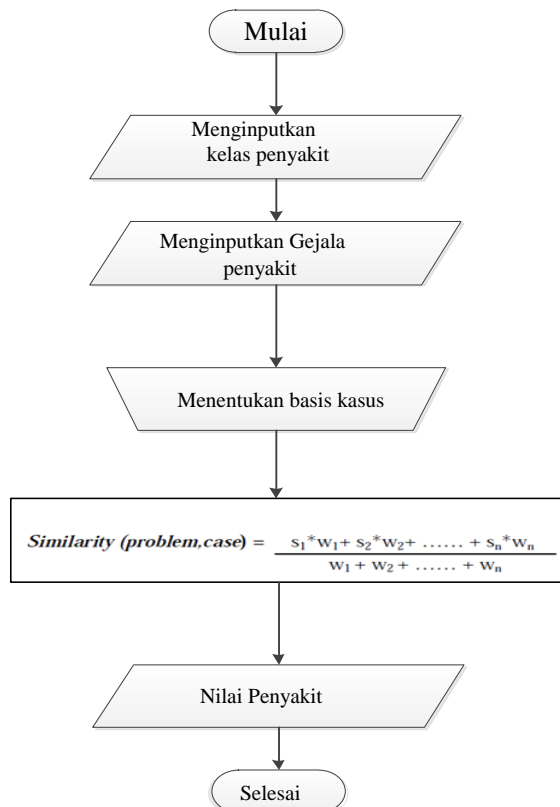 Mulai
Menginputkan
kelas penyakit
Menginputkan Gejala
penyakit
Menentukan basis kasus
Similarity (problem,case) = s₁*w₁+ s₂*w₂+ ...... + sₙ*wₙ
w₁ + w₂ + ...... + wₙ
Nilai Penyakit
Selesai